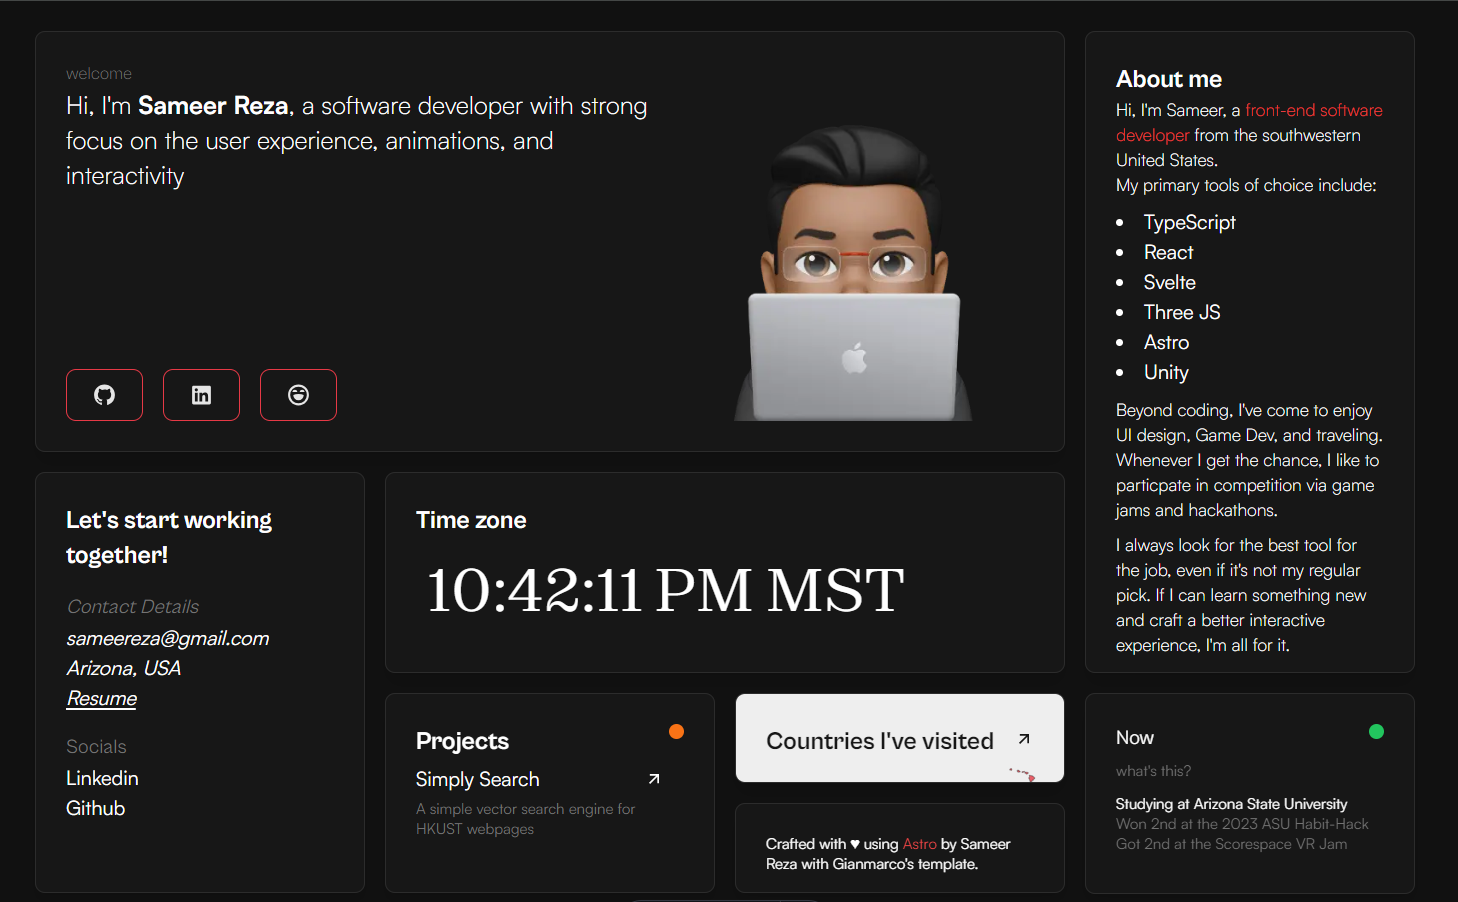 welcome
Hi, I'm Sameer Reza, a software developer with strong
focus on the user experience, animations, and
interactivity
About me
Hi, I'm Sameer, a front-end software
developer from the southwestern
United States.
My primary tools of choice include:
• TypeScript
• React
• Svelte
• Three JS
• Astro
• Unity
Beyond coding, I've come to enjoy
UI design, Game Dev, and traveling.
Whenever I get the chance, I like to
particpate in competition via game
jams and hackathons.
I always look for the best tool for
the job, even if it's not my regular
pick. If I can learn something new
and craft a better interactive
experience, I'm all for it.
Let's start working
together!
Contact Details
sameereza@gmail.com
Arizona, USA
Resume
Socials
Linkedin
Github
Time zone
10:42:11 PM MST
Projects
Simply Search
A simple vector search engine for
HKUST webpages
Countries I've visited
Crafted with ♥ using Astro by Sameer
Reza with Gianmarco's template.
Now
what's this?
Studying at Arizona State University
Won 2nd at the 2023 ASU Habit-Hack
Got 2nd at the Scorespace VR Jam